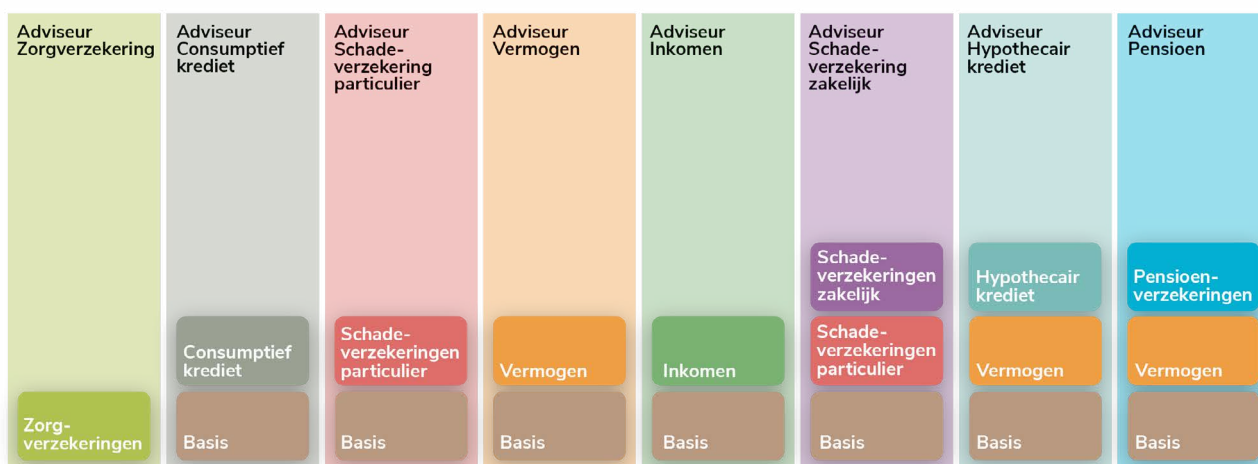 Adviseur
Zorgverzekering
Adviseur
Consumptief
krediet
Adviseur
Schade-
verzekering
particulier
Adviseur
Vermogen
Adviseur
Inkomen
Adviseur
Schade-
verzekering
zakelijk
Adviseur
Hypothecair
krediet
Adviseur
Pensioen
Schade-
verzekeringen
zakelijk
Hypothecair
krediet
Pensioen-
verzekeringen
Consumptief
krediet
Schade-
verzekeringen
particulier
Vermogen
Inkomen
Schade-
verzekeringen
particulier
Vermogen
Vermogen
Zorg-
verzekeringen
Basis
Basis
Basis
Basis
Basis
Basis
Basis